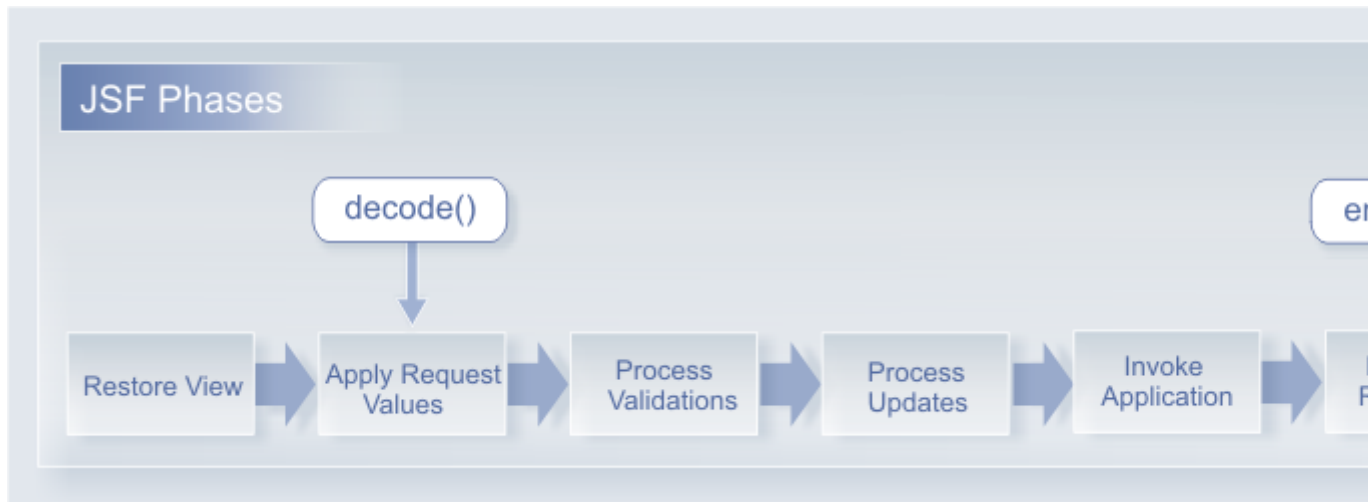 JSF Phases
decode()
Restore View
Apply Request
Values
Process
Validations
Process
Updates
Invoke
Application